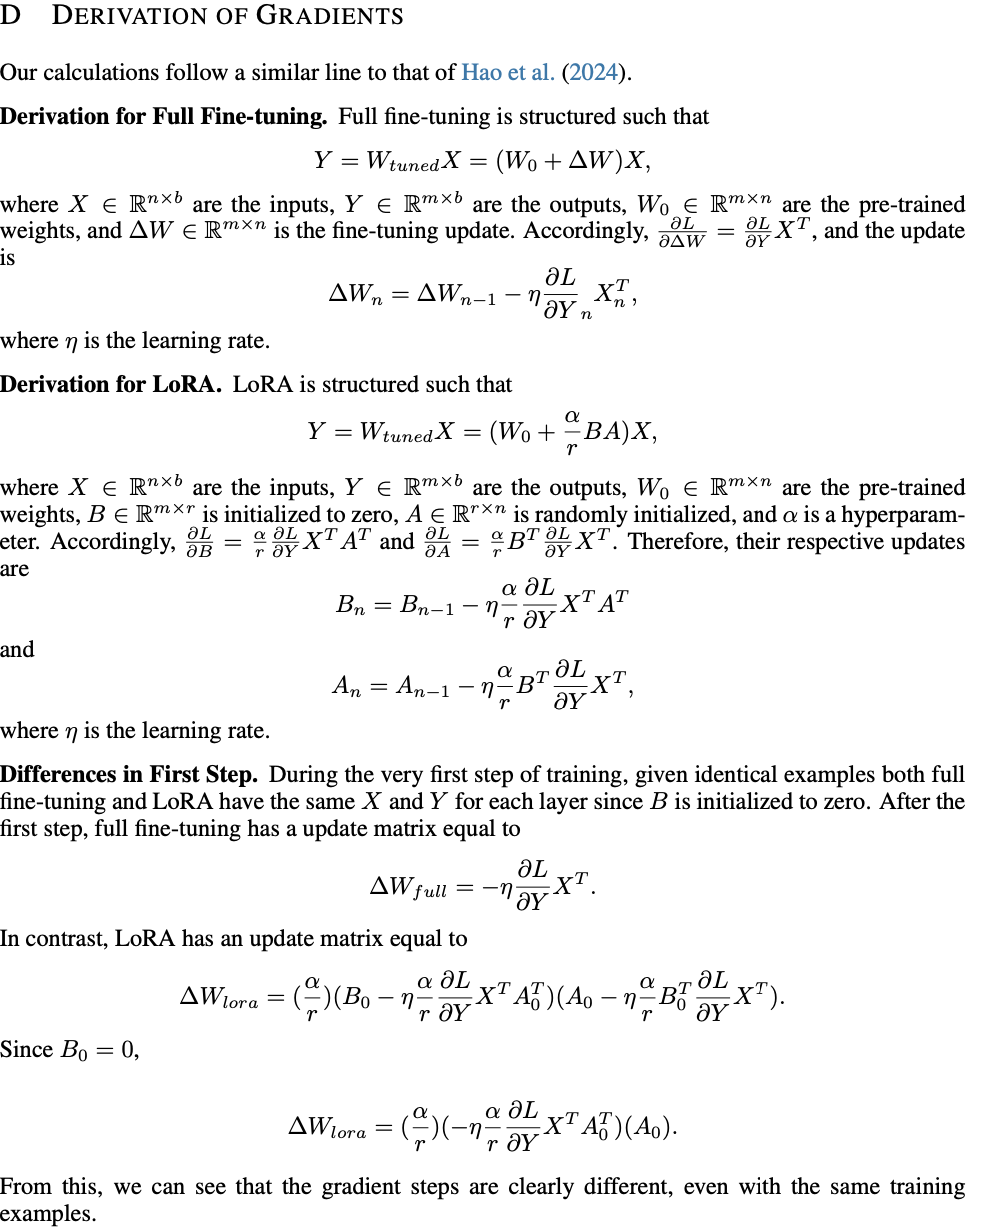 D DERIVATION OF GRADIENTS
Our calculations follow a similar line to that of Hao et al. (2024).
Derivation for Full Fine-tuning. Full fine-tuning is structured such that
$Y = W_{tuned}X = (W_0 + \Delta W)X,$
where $X \in \mathbb{R}^{n \times b}$ are the inputs, $Y \in \mathbb{R}^{m \times b}$ are the outputs, $W_0 \in \mathbb{R}^{m \times n}$ are the pre-trained
weights, and $\Delta W \in \mathbb{R}^{m \times n}$ is the fine-tuning update. Accordingly, $\frac{\partial L}{\partial \Delta W} = \frac{\partial L}{\partial Y} X^T$, and the update
is
$\Delta W_n = \Delta W_{n-1} - \eta \frac{\partial L}{\partial Y}_n X_n^T,$
where $\eta$ is the learning rate.
Derivation for LoRA. LoRA is structured such that
$Y = W_{tuned}X = (W_0 + \frac{\alpha}{r} BA)X,$
where $X \in \mathbb{R}^{n \times b}$ are the inputs, $Y \in \mathbb{R}^{m \times b}$ are the outputs, $W_0 \in \mathbb{R}^{m \times n}$ are the pre-trained
weights, $B \in \mathbb{R}^{m \times r}$ is initialized to zero, $A \in \mathbb{R}^{r \times n}$ is randomly initialized, and $\alpha$ is a hyperparam-
eter. Accordingly, $\frac{\partial L}{\partial B} = \frac{\alpha}{r} \frac{\partial L}{\partial Y} X^T A^T$ and $\frac{\partial L}{\partial A} = \frac{\alpha}{r} B^T \frac{\partial L}{\partial Y} X^T$. Therefore, their respective updates
are
$B_n = B_{n-1} - \eta \frac{\alpha}{r} \frac{\partial L}{\partial Y} X^T A^T$
and
$A_n = A_{n-1} - \eta \frac{\alpha}{r} B^T \frac{\partial L}{\partial Y} X^T,$
where $\eta$ is the learning rate.
Differences in First Step. During the very first step of training, given identical examples both full
fine-tuning and LoRA have the same $X$ and $Y$ for each layer since $B$ is initialized to zero. After the
first step, full fine-tuning has a update matrix equal to
$\Delta W_{full} = -\eta \frac{\partial L}{\partial Y} X^T.$
In contrast, LoRA has an update matrix equal to
$\Delta W_{lora} = (\frac{\alpha}{r})(B_0 - \eta \frac{\alpha}{r} \frac{\partial L}{\partial Y} X^T A_0^T)(A_0 - \eta \frac{\alpha}{r} B_0^T \frac{\partial L}{\partial Y} X^T).$
Since $B_0 = 0$,
$\Delta W_{lora} = (\frac{\alpha}{r})(-\eta \frac{\alpha}{r} \frac{\partial L}{\partial Y} X^T A_0^T)(A_0).$
From this, we can see that the gradient steps are clearly different, even with the same training
examples.